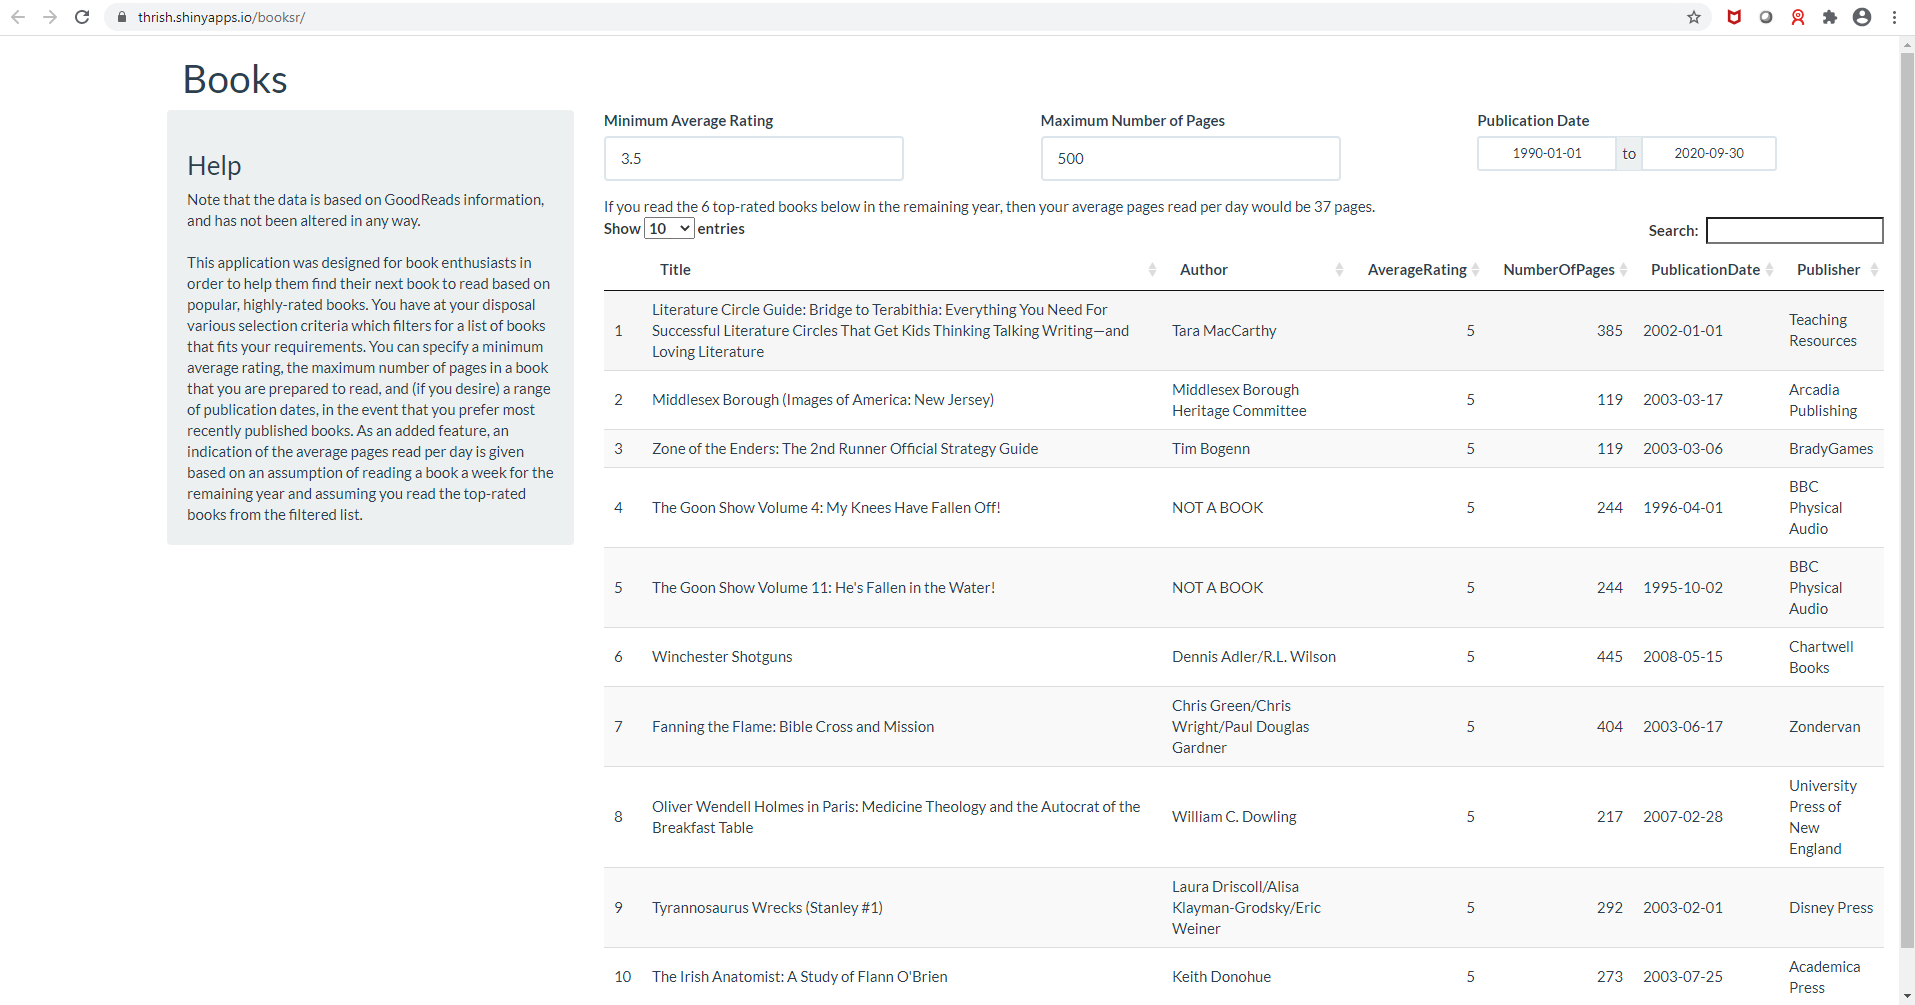 thrish.shinyapps.io/booksr/
Books
Help
Note that the data is based on GoodReads information,
and has not been altered in any way.
This application was designed for book enthusiasts in
order to help them find their next book to read based on
popular, highly-rated books. You have at your disposal
various selection criteria which filters for a list of books
that fits your requirements. You can specify a minimum
average rating, the maximum number of pages in a book
that you are prepared to read, and (if you desire) a range
of publication dates, in the event that you prefer most
recently published books. As an added feature, an
indication of the average pages read per day is given
based on an assumption of reading a book a week for the
remaining year and assuming you read the top-rated
books from the filtered list.
Minimum Average Rating
3.5
Maximum Number of Pages
500
Publication Date
1990-01-01 to 2020-09-30
If you read the 6 top-rated books below in the remaining year, then your average pages read per day would be 37 pages.
Show 10 entries
Search:
Title Author AverageRating NumberOfPages PublicationDate Publisher
Literature Circle Guide: Bridge to Terabithia: Everything You Need For
1 Successful Literature Circles That Get Kids Thinking Talking Writing—and Tara MacCarthy 5 385 2002-01-01 Teaching
Loving Literature Resources
2 Middlesex Borough (Images of America: New Jersey) Middlesex Borough 5 119 2003-03-17 Arcadia
Heritage Committee Publishing
3 Zone of the Enders: The 2nd Runner Official Strategy Guide Tim Bogenn 5 119 2003-03-06 BradyGames
4 The Goon Show Volume 4: My Knees Have Fallen Off! NOT A BOOK 5 244 1996-04-01 BBC
Physical
Audio
5 The Goon Show Volume 11: He's Fallen in the Water! NOT A BOOK 5 244 1995-10-02 BBC
Physical
Audio
6 Winchester Shotguns Dennis Adler/R.L. Wilson 5 445 2008-05-15 Chartwell
Books
7 Fanning the Flame: Bible Cross and Mission Chris Green/Chris 5 404 2003-06-17 Zondervan
Wright/Paul Douglas
Gardner
8 Oliver Wendell Holmes in Paris: Medicine Theology and the Autocrat of the William C. Dowling 5 217 2007-02-28 University
Breakfast Table Press of
New
England
9 Tyrannosaurus Wrecks (Stanley #1) Laura Driscoll/Alisa 5 292 2003-02-01 Disney Press
Klayman-Grodsky/Eric
Weiner
10 The Irish Anatomist: A Study of Flann O'Brien Keith Donohue 5 273 2003-07-25 Academica
Press